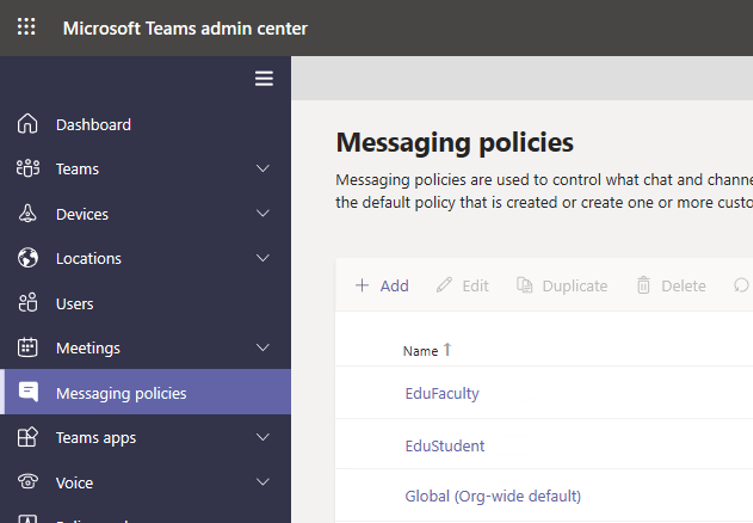 Microsoft Teams admin center
Dashboard
Teams
Devices
Locations
Users
Meetings
Messaging policies
Teams apps
Voice
Messaging policies
Messaging policies are used to control what chat and channe
the default policy that is created or create one or more custo
Add Edit Duplicate Delete
Name
EduFaculty
EduStudent
Global (Org-wide default)